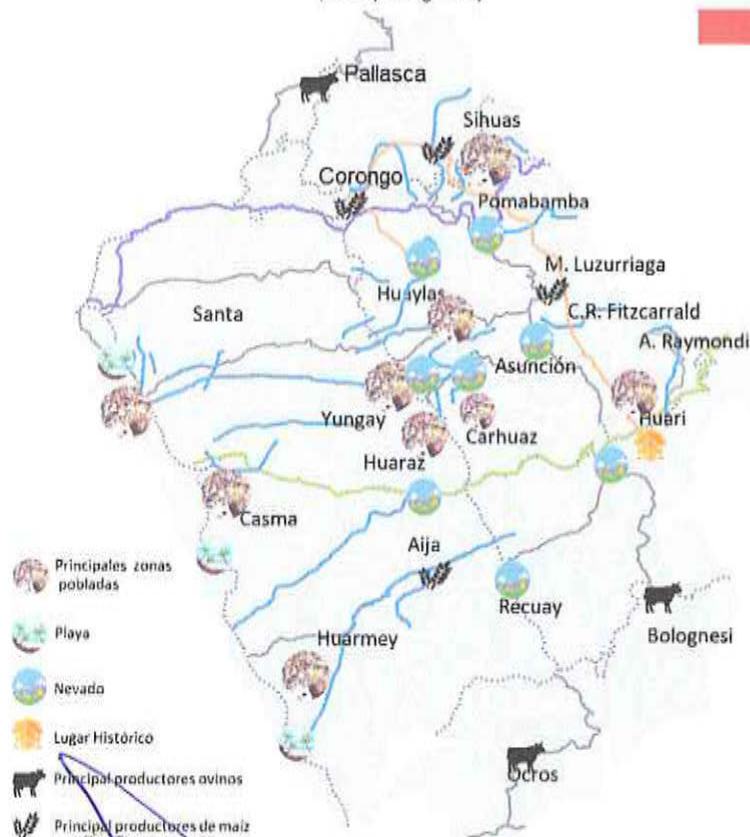 Pallasca
Sihuas
Corongo
Pomabamba
M. Luzurriaga
Huaylas
C.R. Fitzcarrald
Santa
A. Raymondi
Asunción
Yungay
Huari
Carhuaz
Huaraz
Casma
Aija
Recuay
Huarmey
Bolognesi
Ocros
Principales zonas
pobladas
Playa
Nevado
Lugar Histórico
Principal productores ovinos
Principal productores de maíz